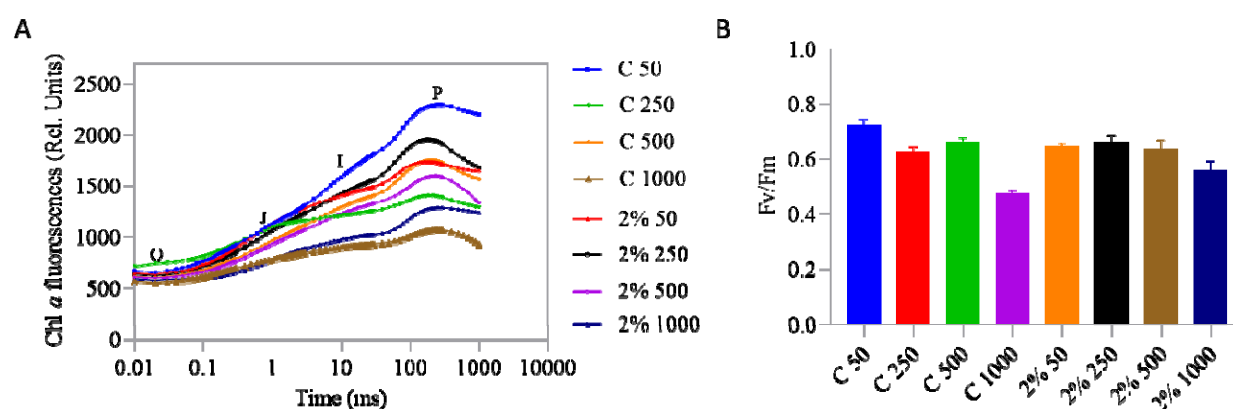 A
Chl a fluorescences (Rel. Units)
2500
2000
1500
1000
500
0
O
J
I
P
0.01 0.1 1 10 100 1000 10000
Time (ms)
C 50
C 250
C 500
C 1000
2% 50
2% 250
2% 500
2% 1000
B
Fv/Fm
1.0
0.8
0.6
0.4
0.2
0.0
C 50 C 250 C 500 C 1000 2% 50 2% 250 2% 500 2% 1000